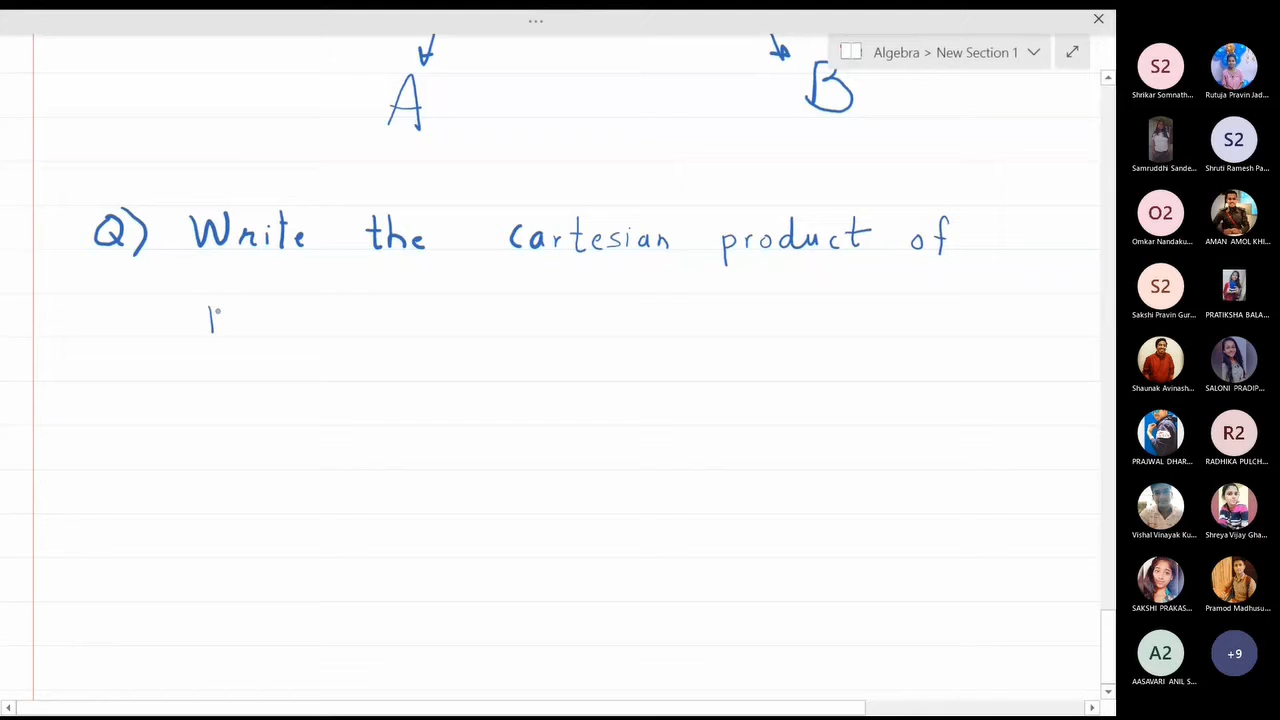 Algebra > New Section 1
A
B
Q) Write the cartesian product of
S2
Shrikar Somnath...
Rutuja Pravin Jad...
Samruddhi Sande...
S2
Shruti Ramesh Pa...
O2
Omkar Nandaku...
AMAN AMOL KHI...
S2
Sakshi Pravin Gur...
PRATIKSHA BALA...
Shaunak Avinash...
SALONI PRADIP...
PRAJWAL DHAR...
R2
RADHIKA PULCH...
Vishal Vinayak Ku...
Shreya Vijay Gha...
SAKSHI PRAKAS...
Pramod Madhusu...
A2
AASAVARI ANIL S...
+9